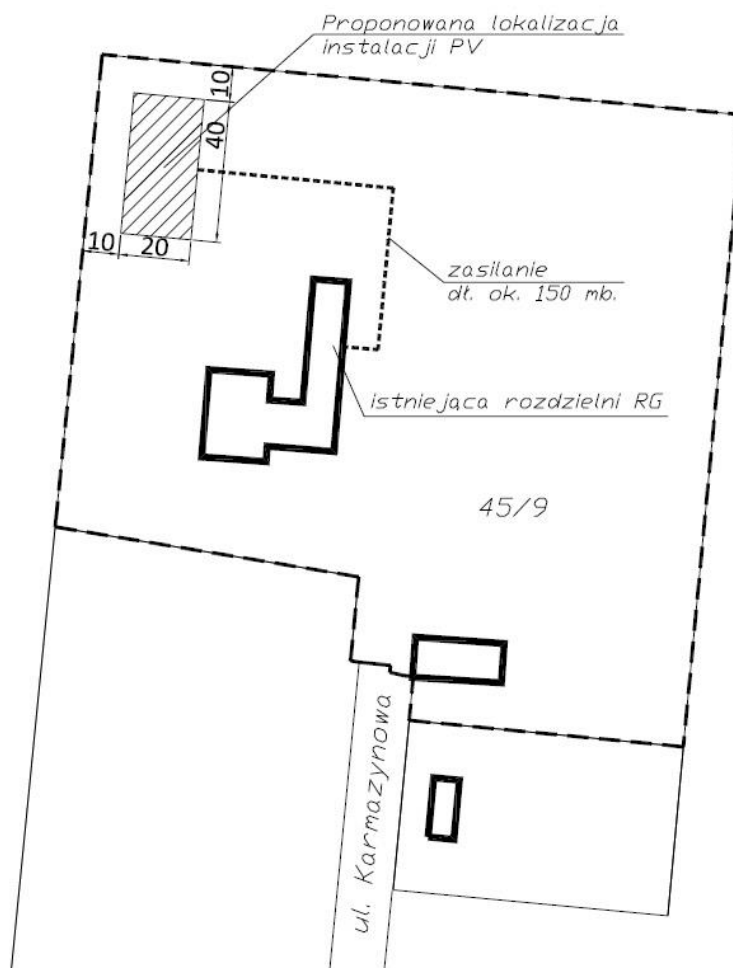 Proponowana lokalizacja
instalacji PV
10
40
10
20
zasilanie
dł. ok. 150 mb.
istniejąca rozdzielni RG
45/9
ul. Karmazynowa